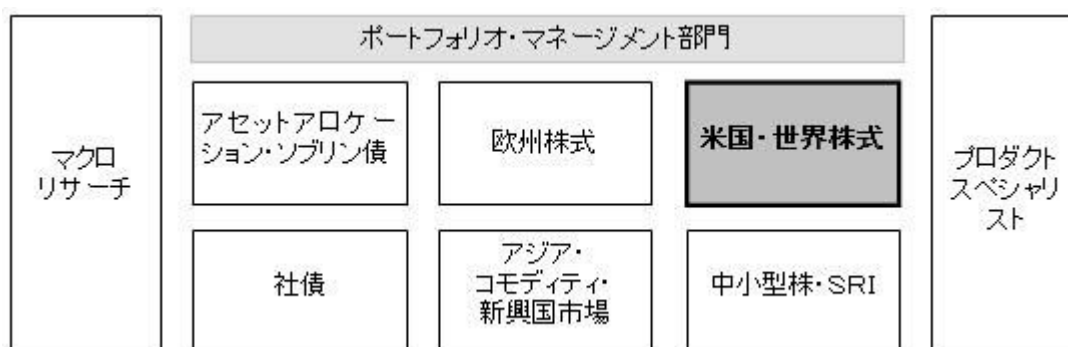 ポートフォリオ・マネージメント部門
マクロ
リサーチ
アセットアロケー
ション・ソブリン債
欧州株式
米国・世界株式
社債
アジア・
コモディティ・
新興国市場
中小型株・SRI
プロダクト
スペシャリ
スト